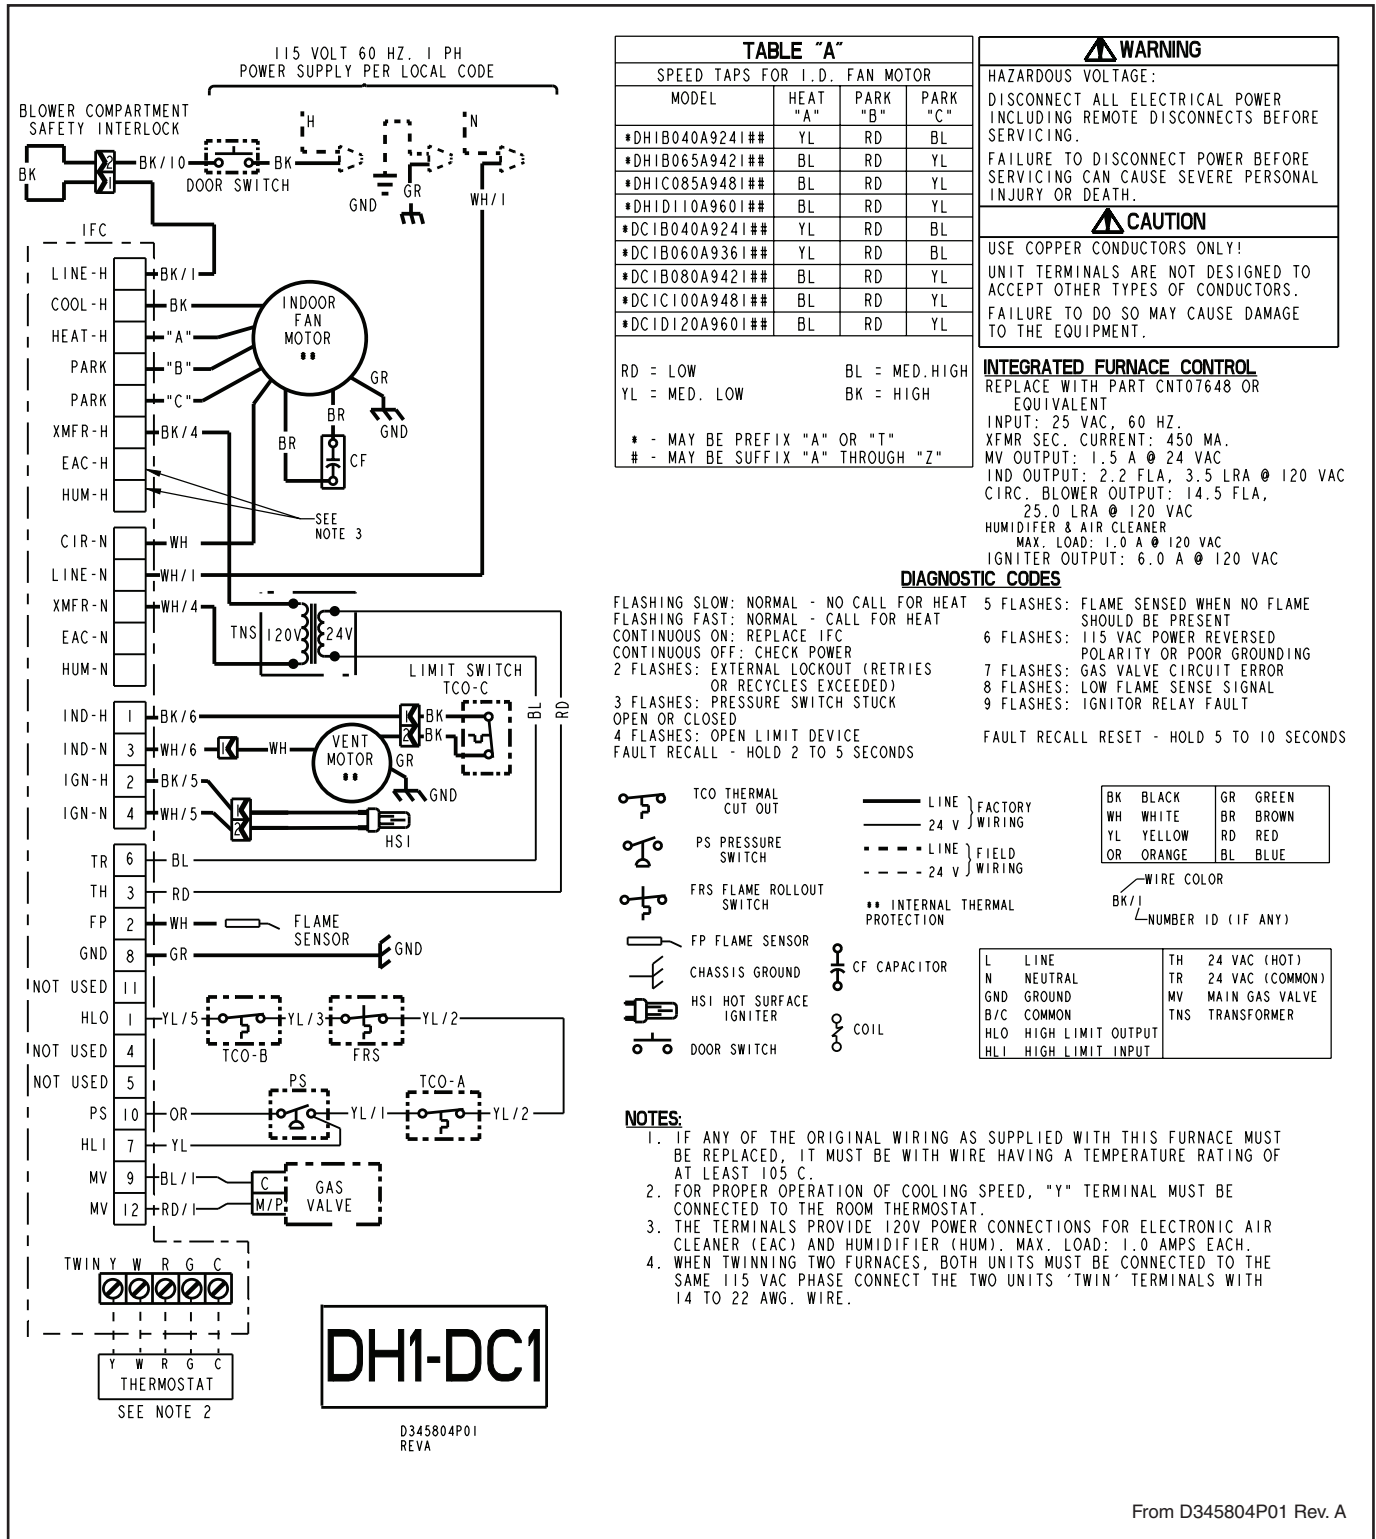 115 VOLT 60 HZ. 1 PH
POWER SUPPLY PER LOCAL CODE
BLOWER COMPARTMENT
SAFETY INTERLOCK
H
N
2
BK/10
BK
BK
1
DOOR SWITCH
GND
GR
WH/1
IFC
LINE-H
BK/1
COOL-H
BK
HEAT-H
"A"
PARK
"B"
PARK
"C"
XMFR-H
BK/4
EAC-H
HUM-H
INDOOR
FAN
MOTOR
**
GR
GND
BR
BR
CF
SEE
NOTE 3
CIR-N
WH
LINE-N
WH/1
XMFR-N
WH/4
EAC-N
HUM-N
TNS
120V
24V
LIMIT SWITCH
TCO-C
BL
RD
IND-H 1 BK/6
1 BK
2 BK
IND-N 3 WH/6 1 WH
VENT
MOTOR
**
GR
GND
IGN-H 2 BK/5
IGN-N 4 WH/5
1
2
HSI
TR 6 BL
TH 3 RD
FP 2 WH
FLAME
SENSOR
GND 8 GR
GND
NOT USED 11
HLO 1 YL/5 YL/3 YL/2
TCO-B FRS
NOT USED 4
NOT USED 5
PS TCO-A
PS 10 OR YL/1 YL/2
HLI 7 YL
MV 9 BL/1 C
MV 12 RD/1 M/P
GAS
VALVE
TWIN Y W R G C
Y W R G C
THERMOSTAT
SEE NOTE 2
DH1-DC1
D345804P01
REVA
TABLE "A"
SPEED TAPS FOR I.D. FAN MOTOR
MODEL HEAT "A" PARK "B" PARK "C"
*DH1B040A9241## YL RD BL
*DH1B065A9421## BL RD YL
*DH1C085A9481## BL RD YL
*DH1D110A9601## BL RD YL
*DC1B040A9241## YL RD BL
*DC1B060A9361## YL RD BL
*DC1B080A9421## BL RD YL
*DC1C100A9481## BL RD YL
*DC1D120A9601## BL RD YL
RD = LOW BL = MED.HIGH
YL = MED. LOW BK = HIGH
* - MAY BE PREFIX "A" OR "T"
# - MAY BE SUFFIX "A" THROUGH "Z"
WARNING
HAZARDOUS VOLTAGE:
DISCONNECT ALL ELECTRICAL POWER
INCLUDING REMOTE DISCONNECTS BEFORE
SERVICING.
FAILURE TO DISCONNECT POWER BEFORE
SERVICING CAN CAUSE SEVERE PERSONAL
INJURY OR DEATH.
CAUTION
USE COPPER CONDUCTORS ONLY!
UNIT TERMINALS ARE NOT DESIGNED TO
ACCEPT OTHER TYPES OF CONDUCTORS.
FAILURE TO DO SO MAY CAUSE DAMAGE
TO THE EQUIPMENT.
INTEGRATED FURNACE CONTROL
REPLACE WITH PART CNT07648 OR
EQUIVALENT
INPUT: 25 VAC, 60 HZ.
XFMR SEC. CURRENT: 450 MA.
MV OUTPUT: 1.5 A @ 24 VAC
IND OUTPUT: 2.2 FLA, 3.5 LRA @ 120 VAC
CIRC. BLOWER OUTPUT: 14.5 FLA,
25.0 LRA @ 120 VAC
HUMIDIFER & AIR CLEANER
MAX. LOAD: 1.0 A @ 120 VAC
IGNITER OUTPUT: 6.0 A @ 120 VAC
DIAGNOSTIC CODES
FLASHING SLOW: NORMAL - NO CALL FOR HEAT
FLASHING FAST: NORMAL - CALL FOR HEAT
CONTINUOUS ON: REPLACE IFC
CONTINUOUS OFF: CHECK POWER
2 FLASHES: EXTERNAL LOCKOUT (RETRIES
OR RECYCLES EXCEEDED)
3 FLASHES: PRESSURE SWITCH STUCK
OPEN OR CLOSED
4 FLASHES: OPEN LIMIT DEVICE
FAULT RECALL - HOLD 2 TO 5 SECONDS
5 FLASHES: FLAME SENSED WHEN NO FLAME
SHOULD BE PRESENT
6 FLASHES: 115 VAC POWER REVERSED
POLARITY OR POOR GROUNDING
7 FLASHES: GAS VALVE CIRCUIT ERROR
8 FLASHES: LOW FLAME SENSE SIGNAL
9 FLASHES: IGNITOR RELAY FAULT
FAULT RECALL RESET - HOLD 5 TO 10 SECONDS
TCO THERMAL
CUT OUT
PS PRESSURE
SWITCH
FRS FLAME ROLLOUT
SWITCH
FP FLAME SENSOR
CHASSIS GROUND
HSI HOT SURFACE
IGNITER
DOOR SWITCH
LINE
24 V
FACTORY
WIRING
LINE
24 V
FIELD
WIRING
** INTERNAL THERMAL
PROTECTION
CF CAPACITOR
COIL
BK BLACK GR GREEN
WH WHITE BR BROWN
YL YELLOW RD RED
OR ORANGE BL BLUE
WIRE COLOR
BK/1
NUMBER ID (IF ANY)
L LINE TH 24 VAC (HOT)
N NEUTRAL TR 24 VAC (COMMON)
GND GROUND MV MAIN GAS VALVE
B/C COMMON TNS TRANSFORMER
HLO HIGH LIMIT OUTPUT
HLI HIGH LIMIT INPUT
NOTES:
1. IF ANY OF THE ORIGINAL WIRING AS SUPPLIED WITH THIS FURNACE MUST
BE REPLACED, IT MUST BE WITH WIRE HAVING A TEMPERATURE RATING OF
AT LEAST 105 C.
2. FOR PROPER OPERATION OF COOLING SPEED, "Y" TERMINAL MUST BE
CONNECTED TO THE ROOM THERMOSTAT.
3. THE TERMINALS PROVIDE 120V POWER CONNECTIONS FOR ELECTRONIC AIR
CLEANER (EAC) AND HUMIDIFIER (HUM). MAX. LOAD: 1.0 AMPS EACH.
4. WHEN TWINNING TWO FURNACES, BOTH UNITS MUST BE CONNECTED TO THE
SAME 115 VAC PHASE CONNECT THE TWO UNITS 'TWIN' TERMINALS WITH
14 TO 22 AWG. WIRE.
From D345804P01 Rev. A